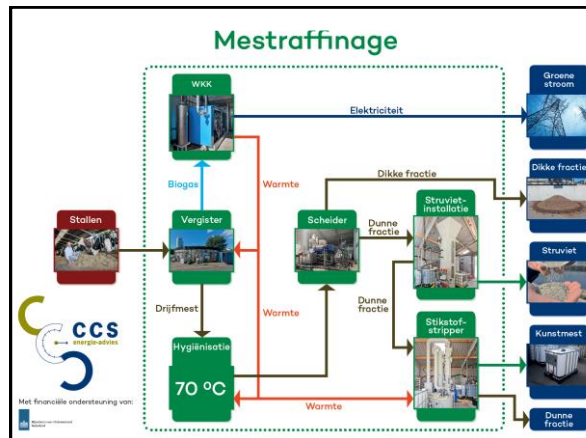 Mestraffinage
WKK
Groene
stroom
Elektriciteit
Biogas
Warmte
Dikke fractie
Dikke fractie
Stallen
Vergister
Scheider
Dunne
fractie
Struviet-
installatie
Struviet
Drijfmest
Dunne
fractie
Hygiënisatie
70 ºC
Warmte
Stikstof-
stripper
Kunstmest
Warmte
Dunne
fractie
CCS
energie-advies
Met financiële ondersteuning van: